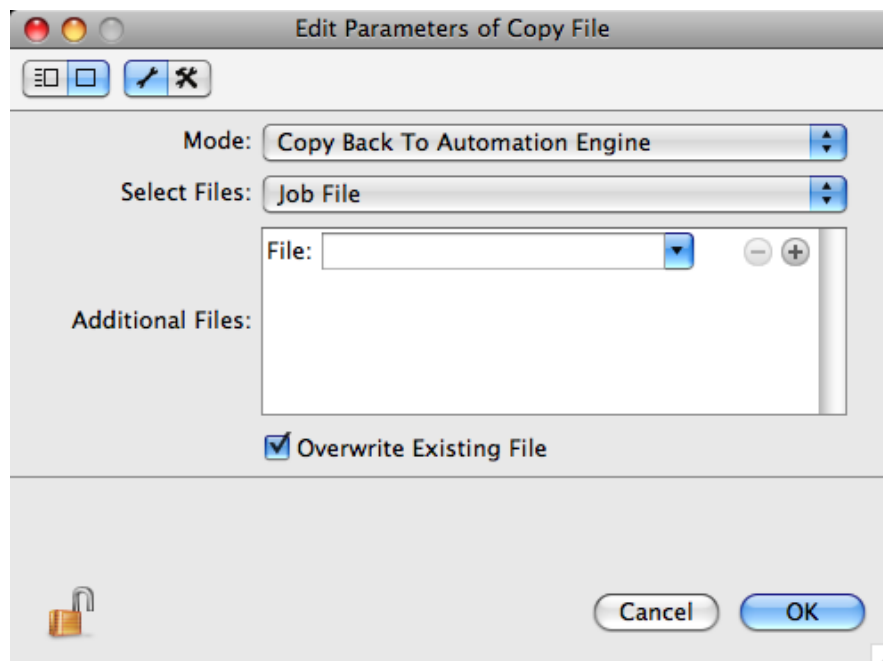 Edit Parameters of Copy File
Mode: Copy Back To Automation Engine
Select Files: Job File
File:
Additional Files:
Overwrite Existing File
Cancel OK